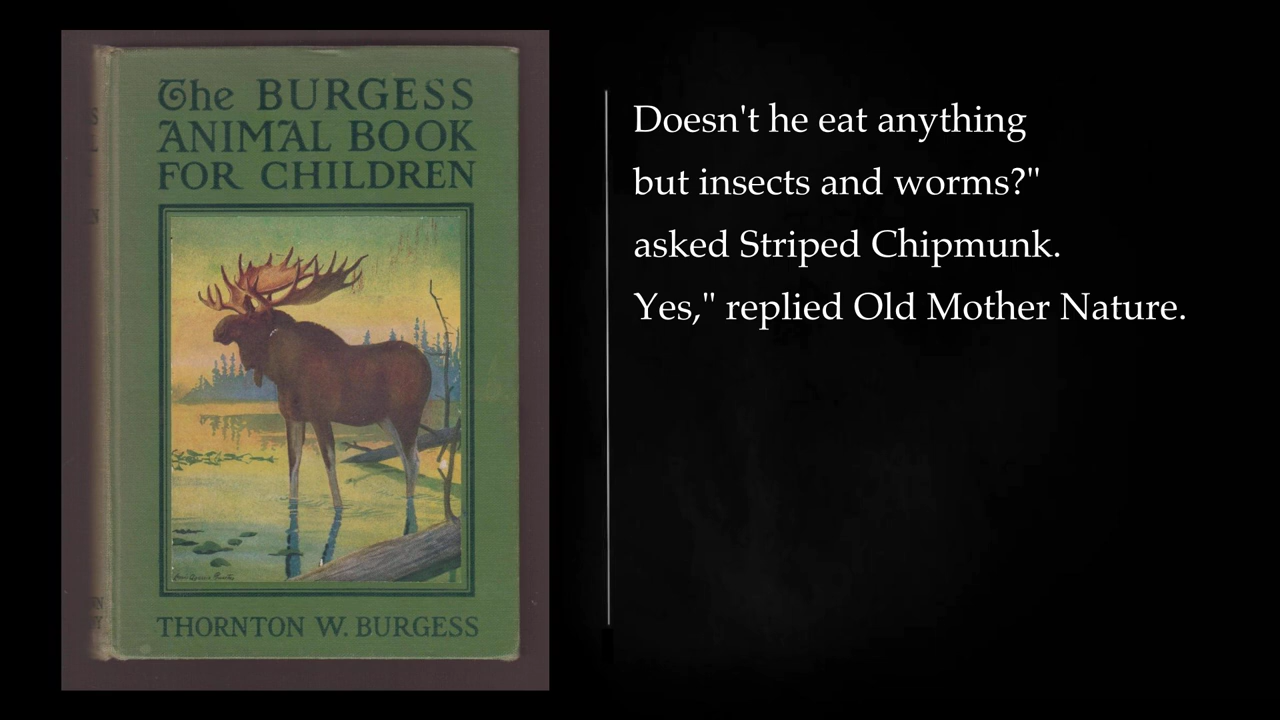 The BURGESS
ANIMAL BOOK
FOR CHILDREN
THORNTON W. BURGESS
Doesn't he eat anything
but insects and worms?"
asked Striped Chipmunk.
Yes," replied Old Mother Nature.